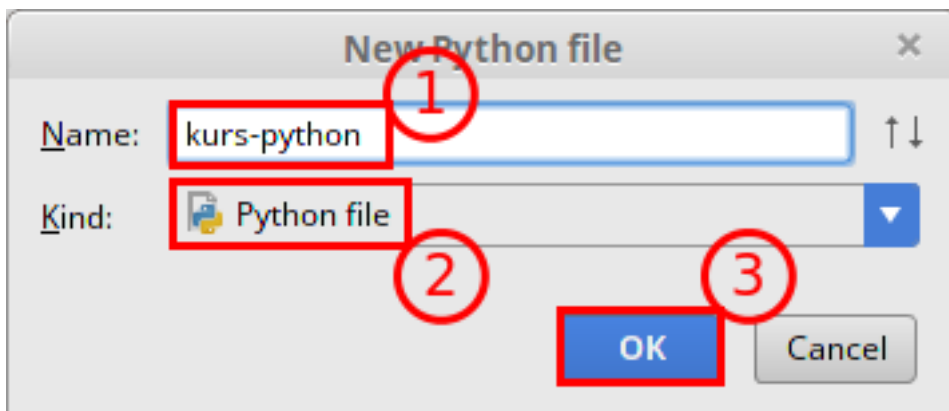 New Python file
1
Name: kurs-python
Kind: Python file
2
3
OK Cancel